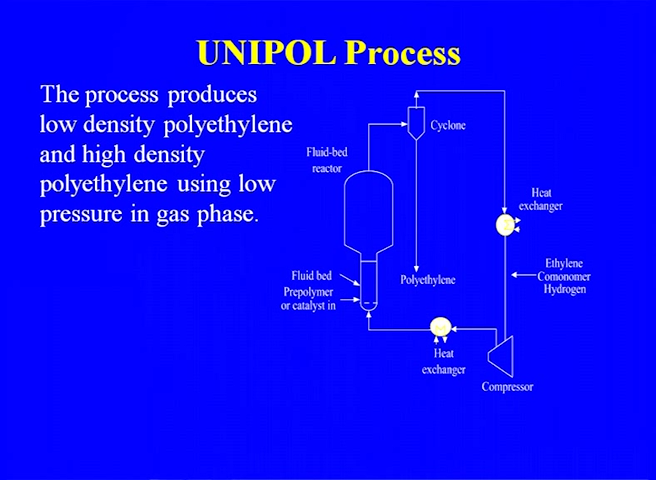 UNIPOL Process
The process produces
low density polyethylene
and high density
polyethylene using low
pressure in gas phase.
Cyclone
Fluid-bed
reactor
Heat
exchanger
Ethylene
Comonomer
Hydrogen
Fluid bed
Prepolymer
or catalyst in
Polyethylene
Heat
exchanger
Compressor